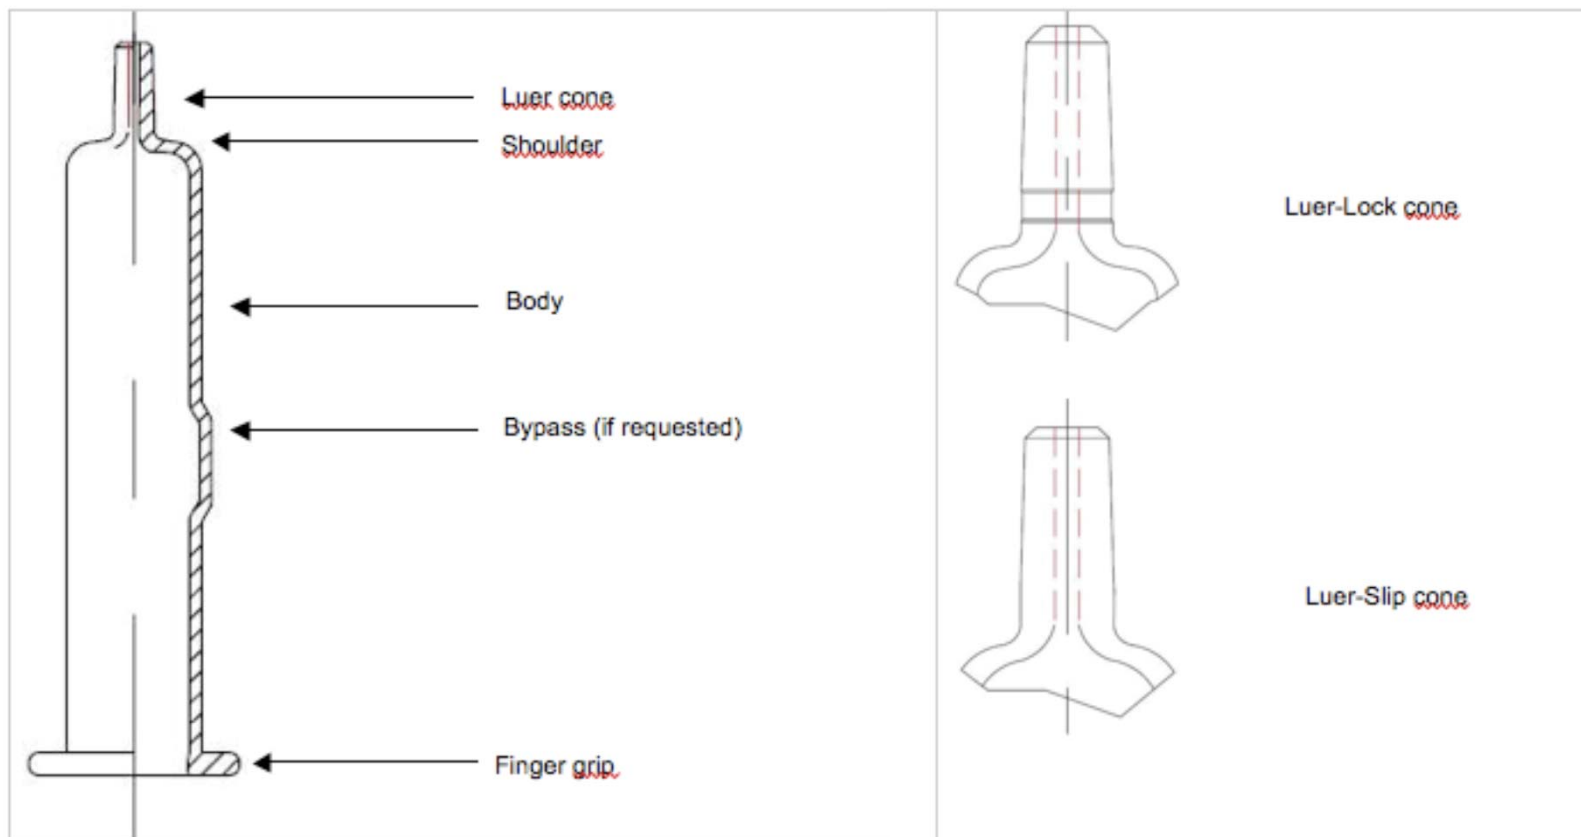 Luer cone
Shoulder
Body
Bypass (if requested)
Finger grip
Luer-Lock cone
Luer-Slip cone